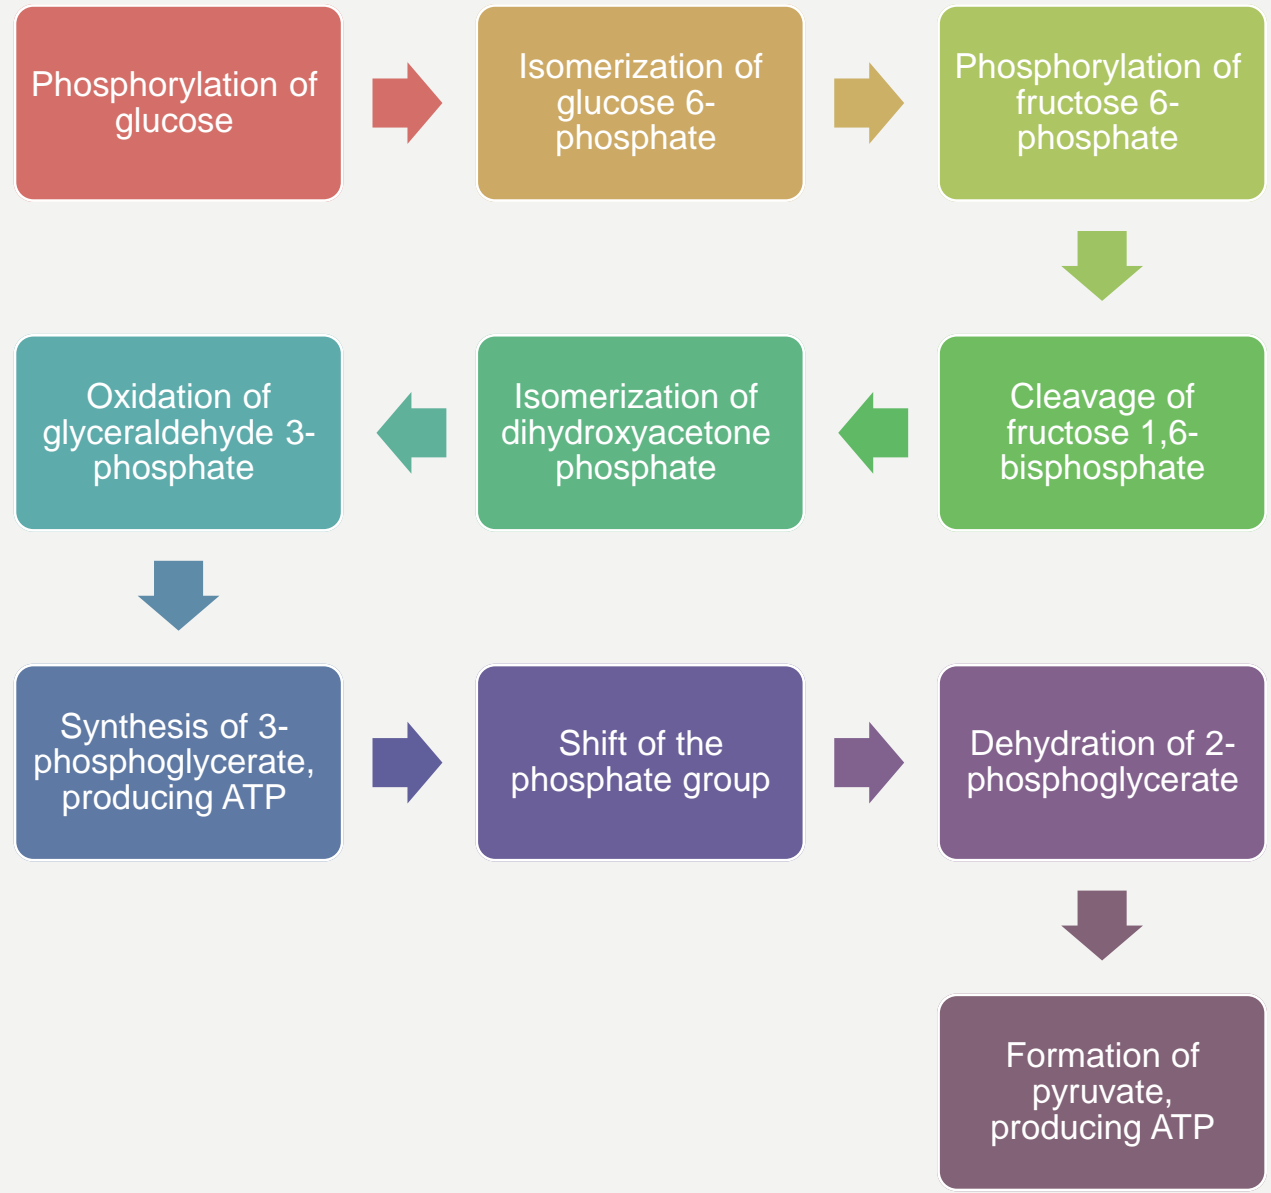 Phosphorylation of
glucose
Isomerization of
glucose 6-
phosphate
Phosphorylation of
fructose 6-
phosphate
Cleavage of
fructose 1,6-
bisphosphate
Isomerization of
dihydroxyacetone
phosphate
Oxidation of
glyceraldehyde 3-
phosphate
Synthesis of 3-
phosphoglycerate,
producing ATP
Shift of the
phosphate group
Dehydration of 2-
phosphoglycerate
Formation of
pyruvate,
producing ATP